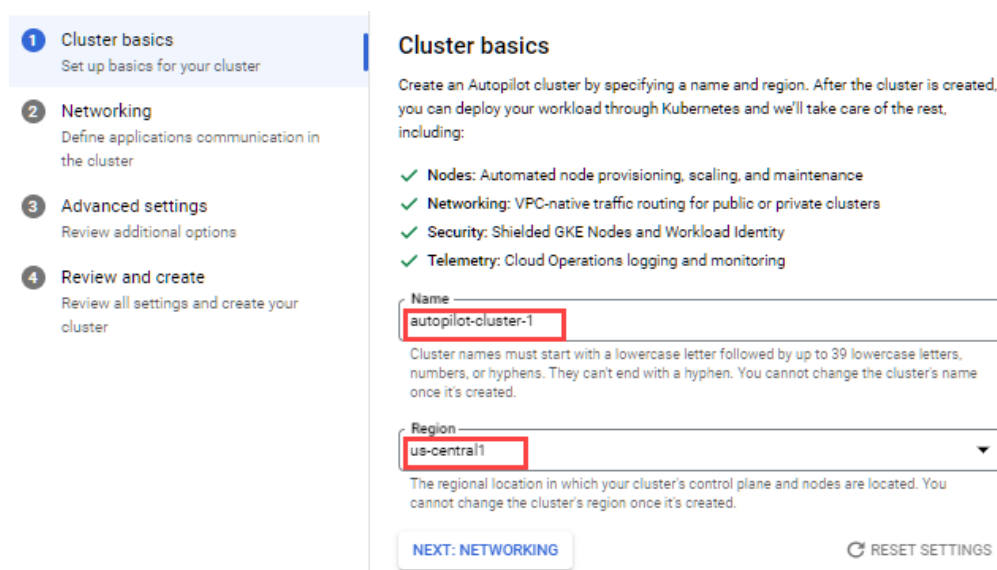 1 Cluster basics
Set up basics for your cluster
2 Networking
Define applications communication in
the cluster
3 Advanced settings
Review additional options
4 Review and create
Review all settings and create your
cluster
Cluster basics
Create an Autopilot cluster by specifying a name and region. After the cluster is created,
you can deploy your workload through Kubernetes and we'll take care of the rest,
including:
Nodes: Automated node provisioning, scaling, and maintenance
Networking: VPC-native traffic routing for public or private clusters
Security: Shielded GKE Nodes and Workload Identity
Telemetry: Cloud Operations logging and monitoring
Name
autopilot-cluster-1
Cluster names must start with a lowercase letter followed by up to 39 lowercase letters,
numbers, or hyphens. They can't end with a hyphen. You cannot change the cluster's name
once it's created.
Region
us-central1
The regional location in which your cluster's control plane and nodes are located. You
cannot change the cluster's region once it's created.
NEXT: NETWORKING
RESET SETTINGS